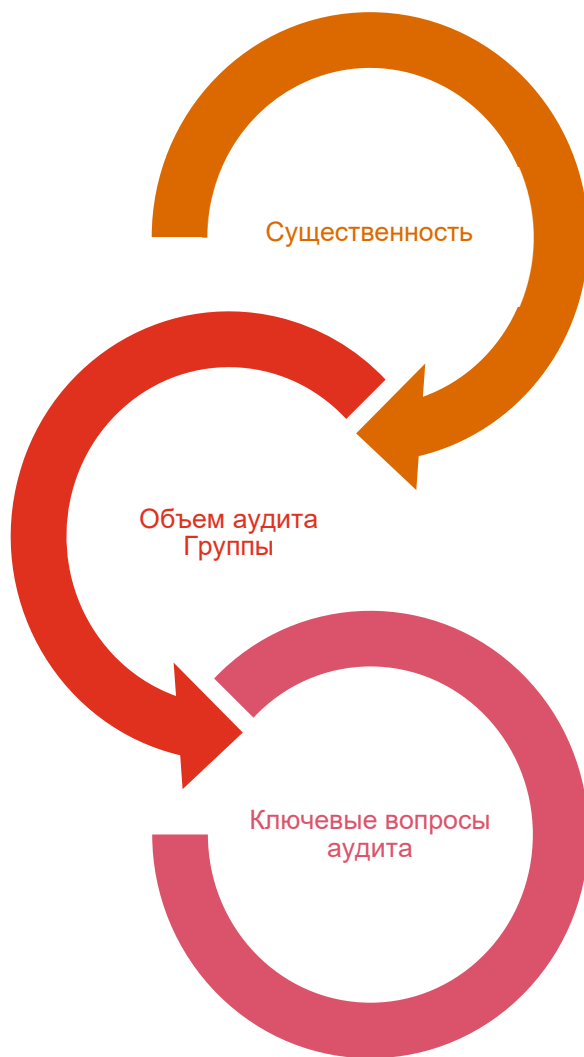 Существенность
Объем аудита
Группы
Ключевые вопросы
аудита